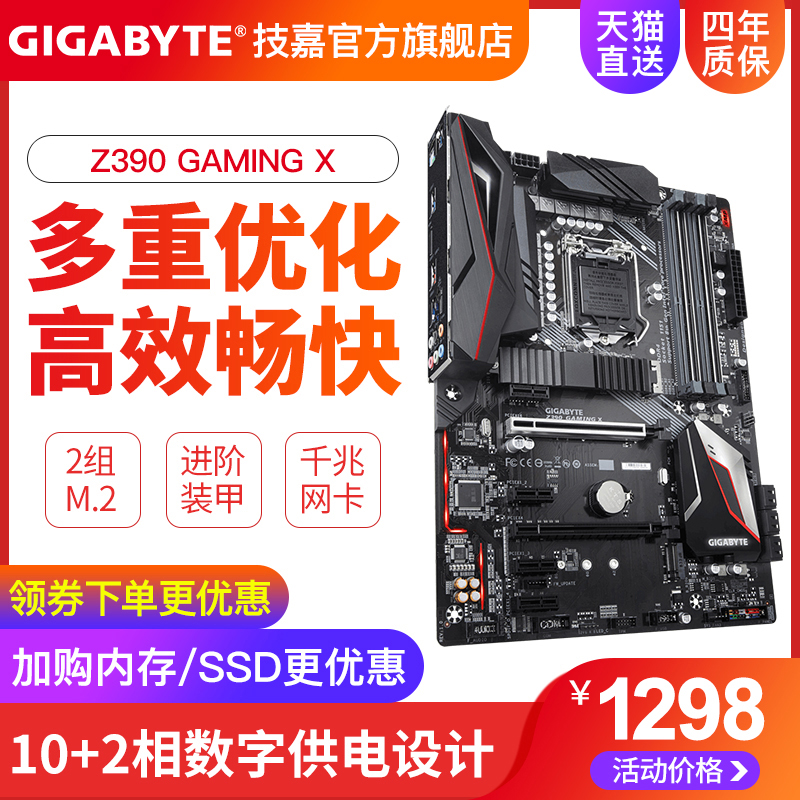 GIGABYTE® 技嘉官方旗舰店
天猫
直送
四年
质保
Z390 GAMING X
多重优化
高效畅快
2组
M.2
进阶
装甲
千兆
网卡
GIGABYTE
Z390 GAMING X
GIGABYTE
领券下单更优惠
加购内存/SSD更优惠
10+2相数字供电设计
¥1298
活动价格>